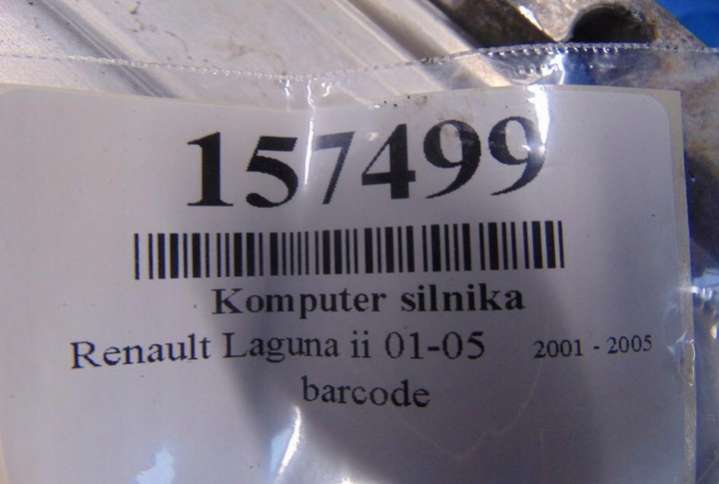 157499
Komputer silnika
Renault Laguna ii 01-05 2001 - 2005
barcode